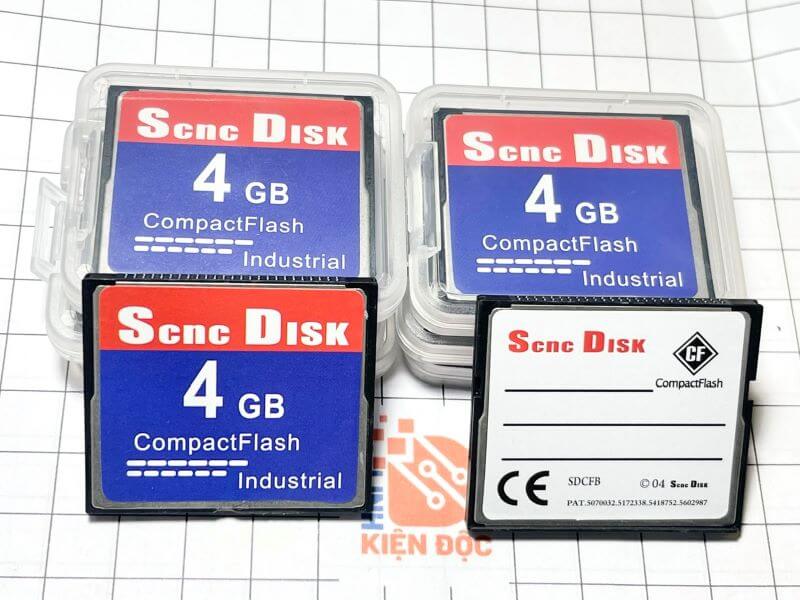 Scnc Disk
4 GB
CompactFlash
Industrial
Scnc Disk
4 GB
CompactFlash
Industrial
Scnc Disk
4 GB
CompactFlash
Industrial
Scnc Disk
CF
CompactFlash
CE
SDCFB
© 04 Scnc Disk
PAT.5070032.5172338.5418752.5602987
KIỆN ĐỘC